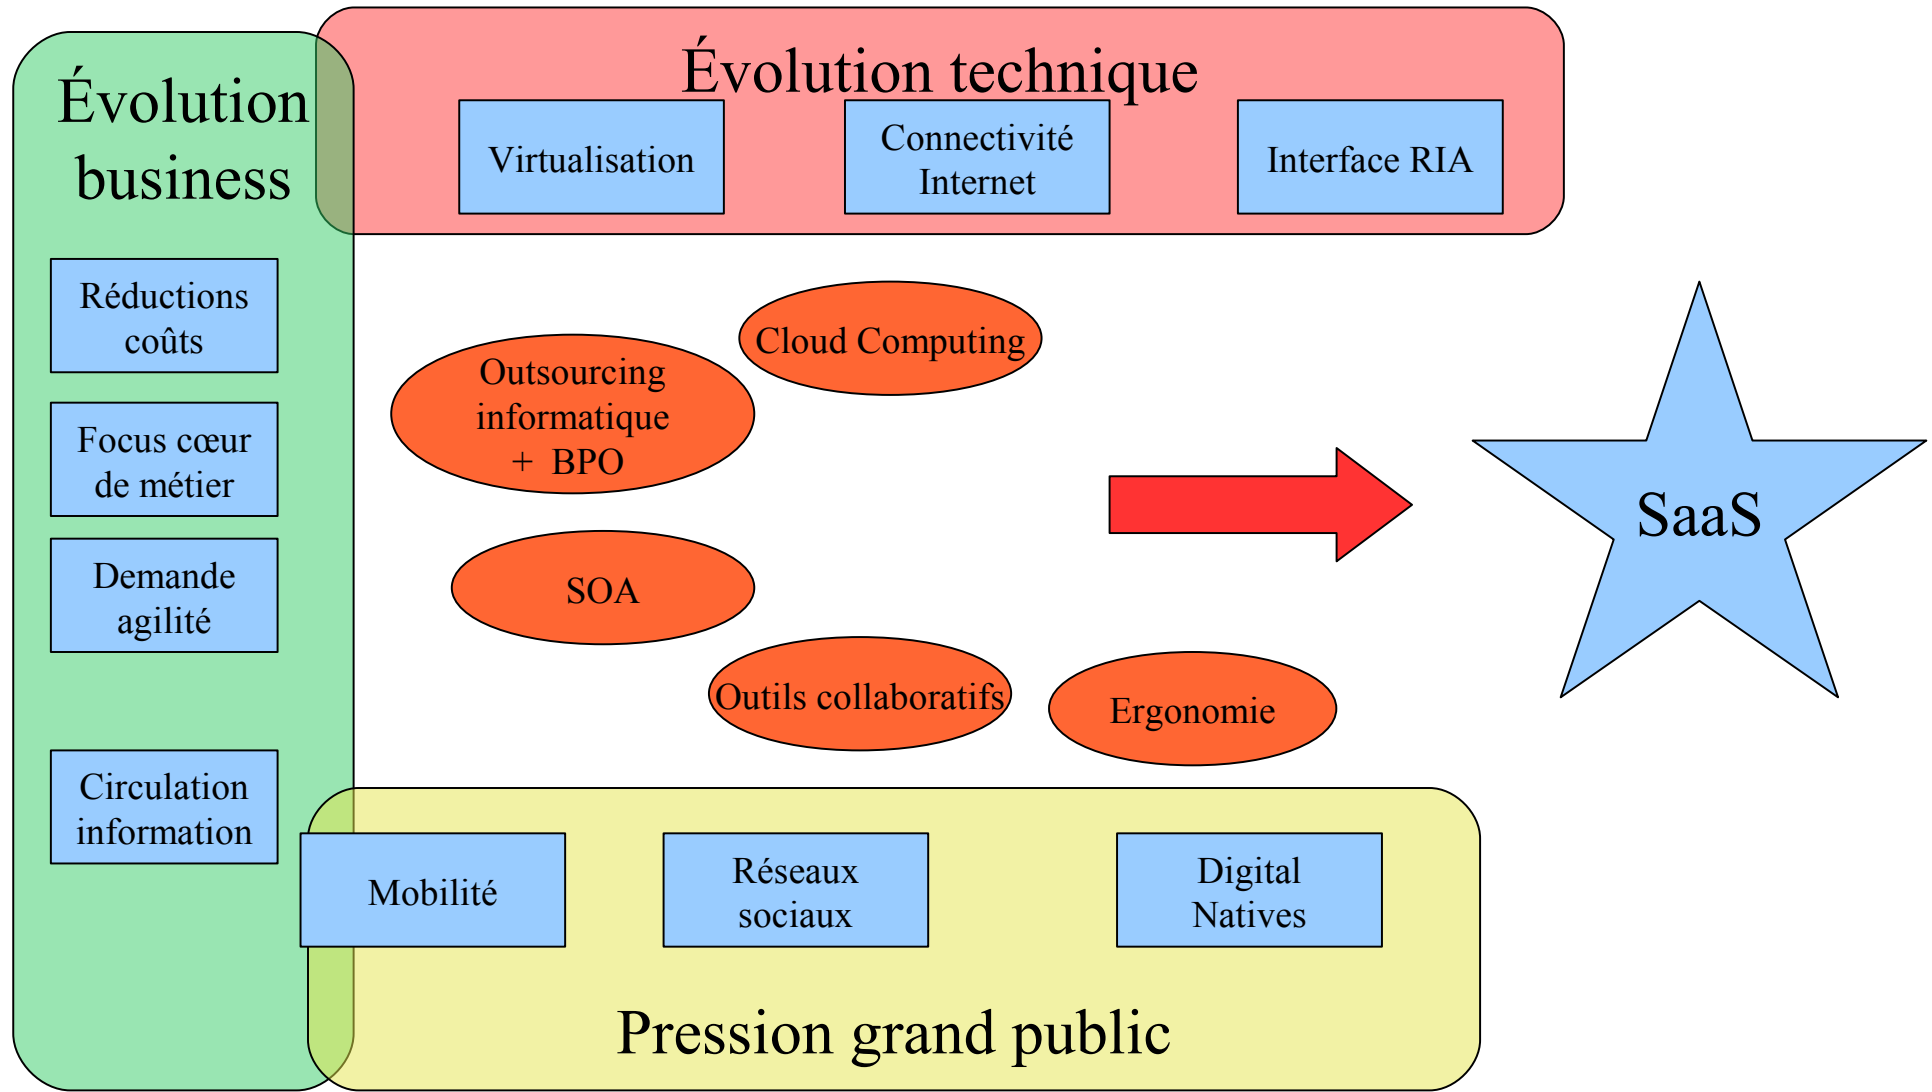 Évolution
business
Évolution technique
Virtualisation
Connectivité
Internet
Interface RIA
Réductions
coûts
Focus cœur
de métier
Demande
agilité
Circulation
information
Cloud Computing
Outsourcing
informatique
+ BPO
SOA
Outils collaboratifs
Ergonomie
SaaS
Mobilité
Réseaux
sociaux
Digital
Natives
Pression grand public